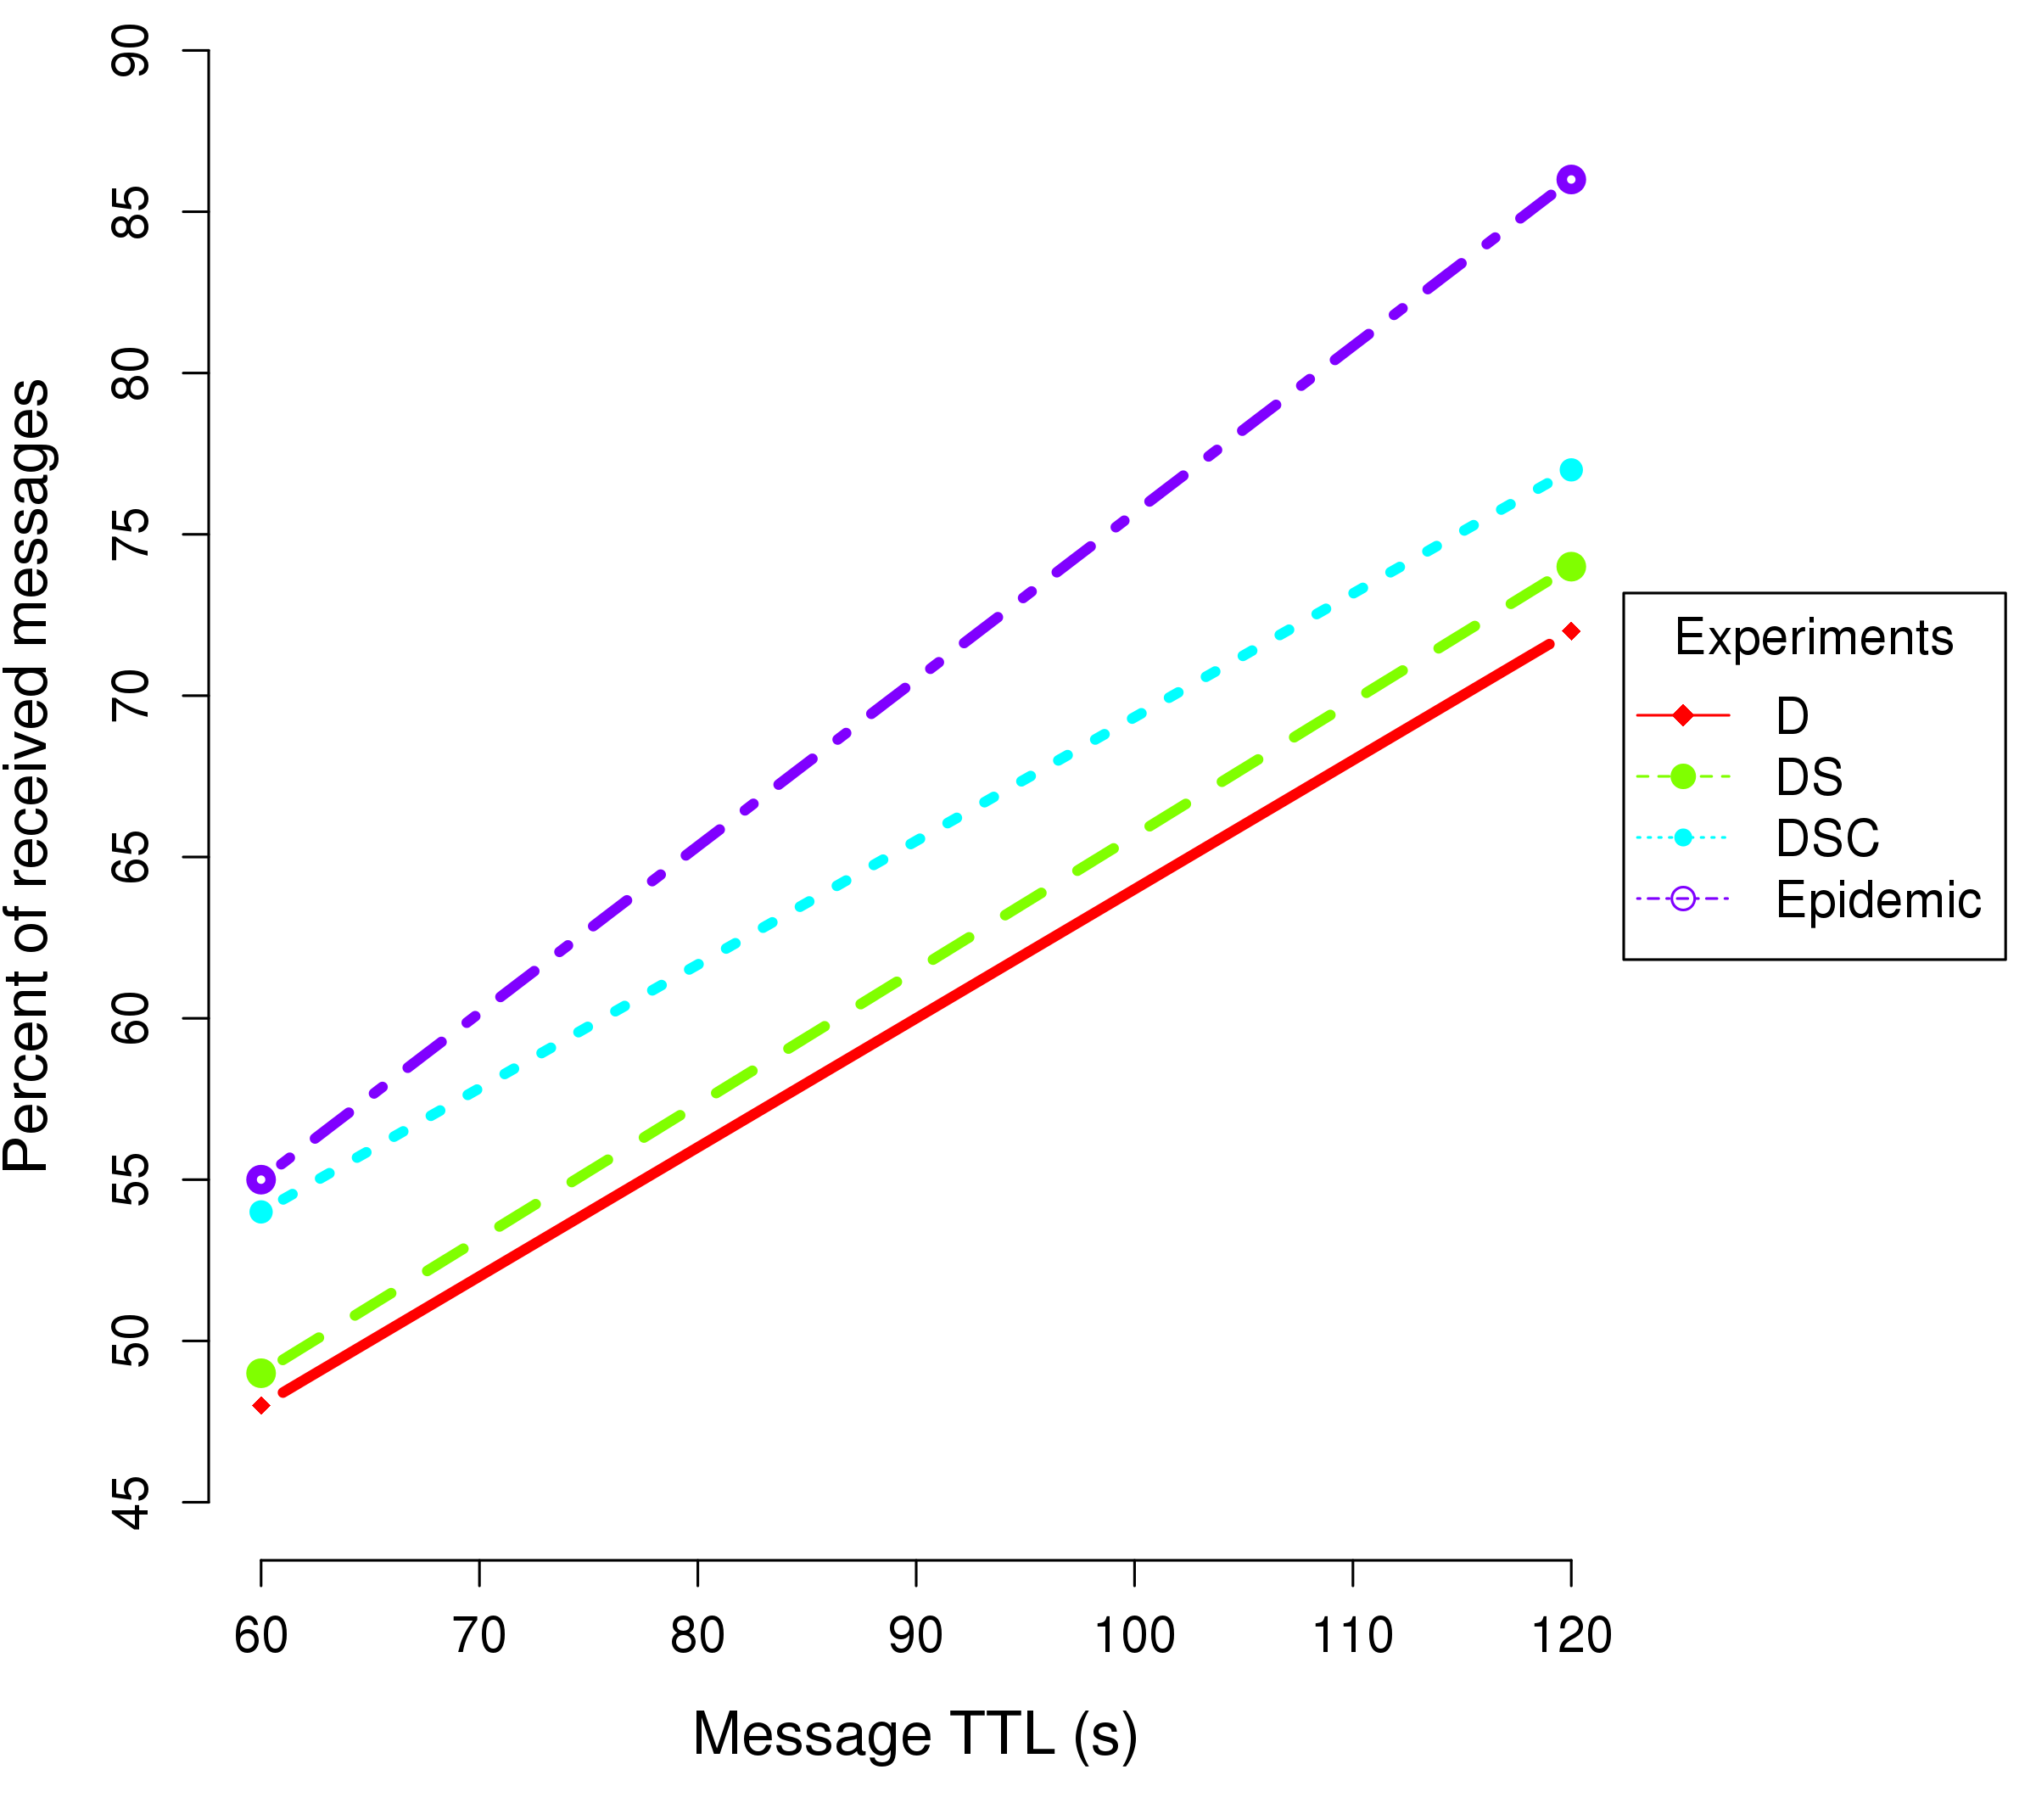 Percent of received messages
90
85
80
75
70
65
60
55
50
45
60 70 80 90 100 110 120
Message TTL (s)
Experiments
D
DS
DSC
Epidemic